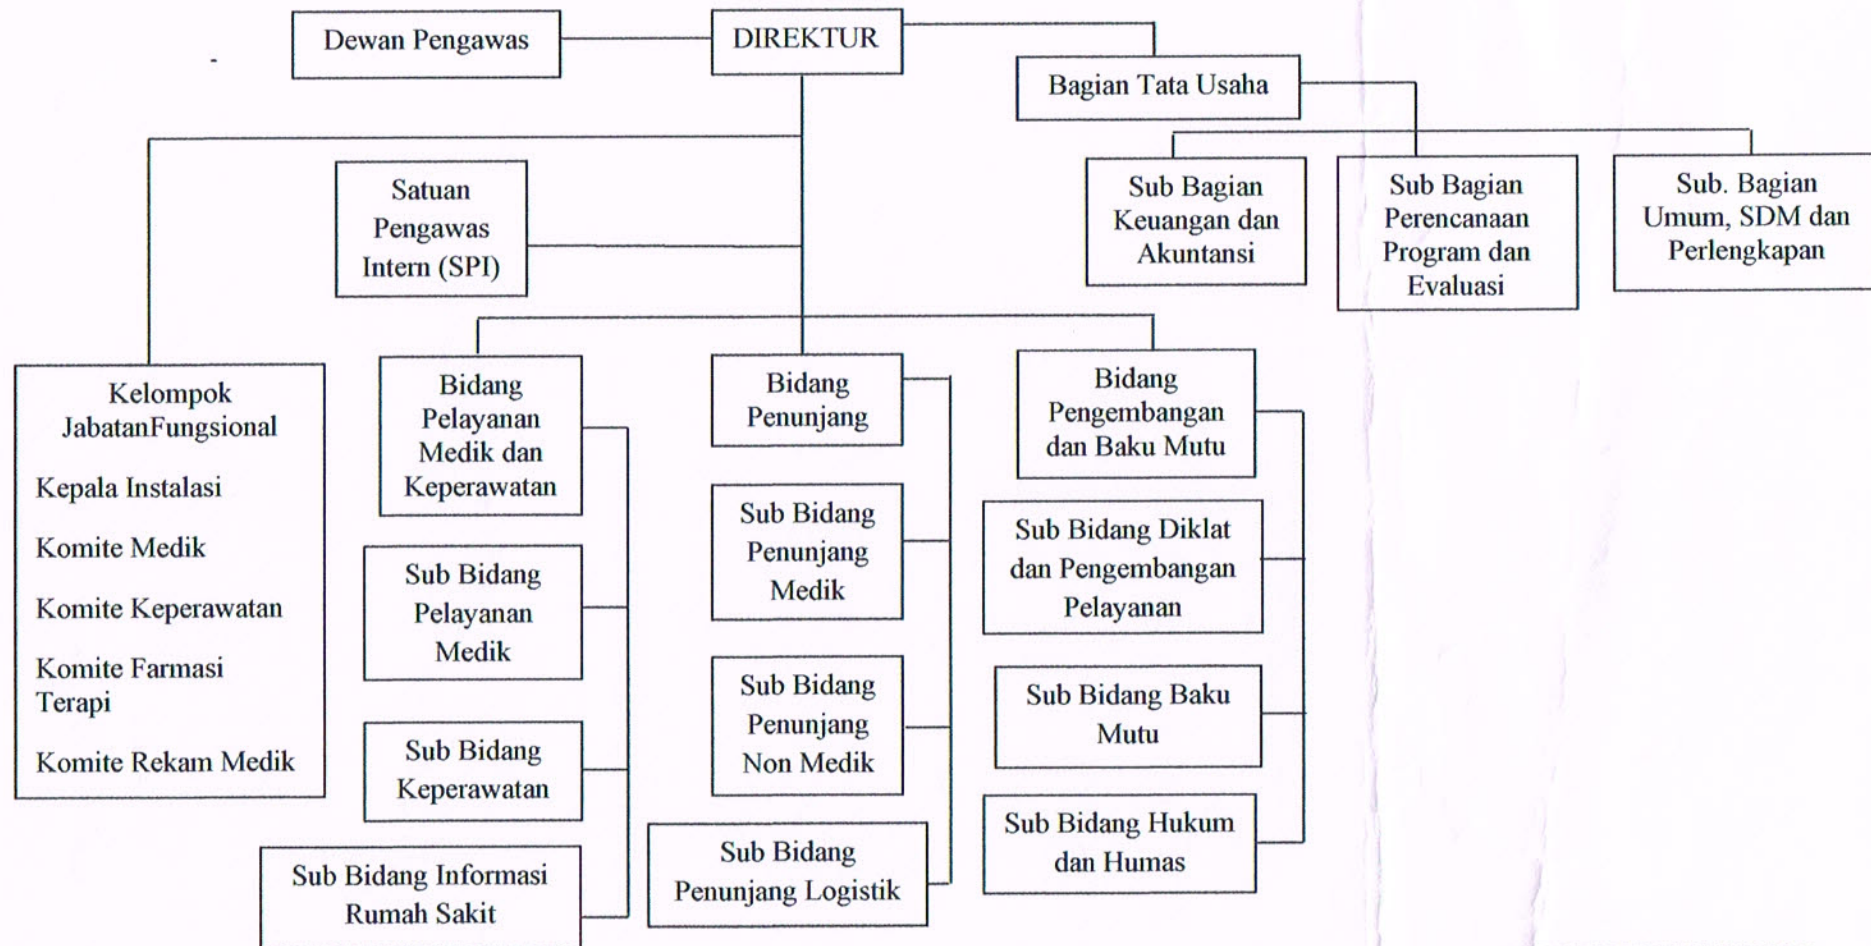 Dewan Pengawas
DIREKTUR
Bagian Tata Usaha
Satuan
Pengawas
Intern (SPI)
Sub Bagian
Keuangan dan
Akuntansi
Sub Bagian
Perencanaan
Program dan
Evaluasi
Sub. Bagian
Umum, SDM dan
Perlengkapan
Kelompok
JabatanFungsional
Kepala Instalasi
Komite Medik
Komite Keperawatan
Komite Farmasi
Terapi
Komite Rekam Medik
Bidang
Pelayanan
Medik dan
Keperawatan
Sub Bidang
Pelayanan
Medik
Sub Bidang
Keperawatan
Sub Bidang Informasi
Rumah Sakit
Bidang
Penunjang
Sub Bidang
Penunjang
Medik
Sub Bidang
Penunjang
Non Medik
Sub Bidang
Penunjang Logistik
Bidang
Pengembangan
dan Baku Mutu
Sub Bidang Diklat
dan Pengembangan
Pelayanan
Sub Bidang Baku
Mutu
Sub Bidang Hukum
dan Humas